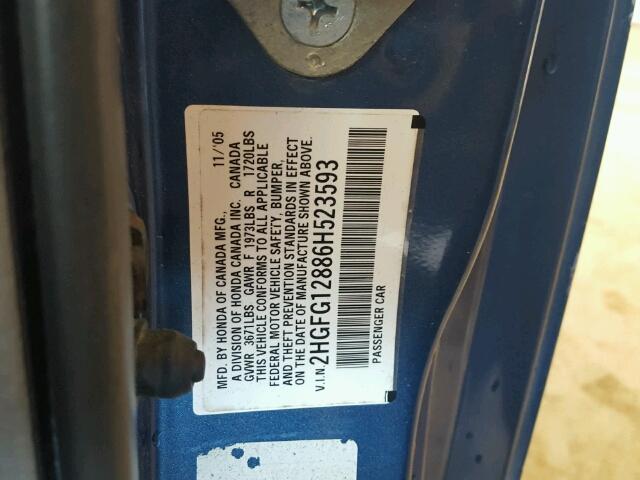 MFD. BY HONDA OF CANADA MFG., 11/'05
A DIVISION OF HONDA CANADA INC. CANADA
GVWR 3671LBS GAWR F 1973LBS R 1720LBS
THIS VEHICLE CONFORMS TO ALL APPLICABLE
FEDERAL MOTOR VEHICLE SAFETY, BUMPER,
AND THEFT PREVENTION STANDARDS IN EFFECT
ON THE DATE OF MANUFACTURE SHOWN ABOVE.
V.I.N. 2HGFG12886H523593
PASSENGER CAR